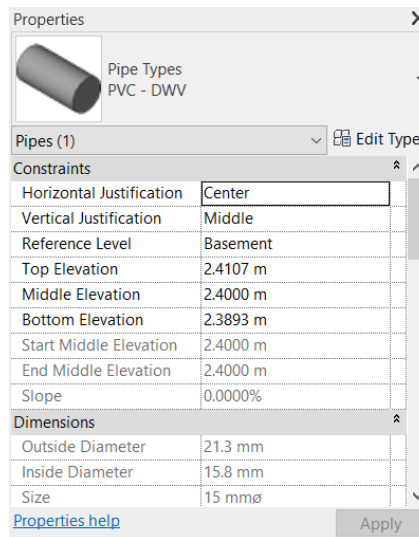 Properties
Pipe Types
PVC - DWV
Pipes (1) Edit Type
Constraints
Horizontal Justification Center
Vertical Justification Middle
Reference Level Basement
Top Elevation 2.4107 m
Middle Elevation 2.4000 m
Bottom Elevation 2.3893 m
Start Middle Elevation 2.4000 m
End Middle Elevation 2.4000 m
Slope 0.0000%
Dimensions
Outside Diameter 21.3 mm
Inside Diameter 15.8 mm
Size 15 mmø
Properties help Apply